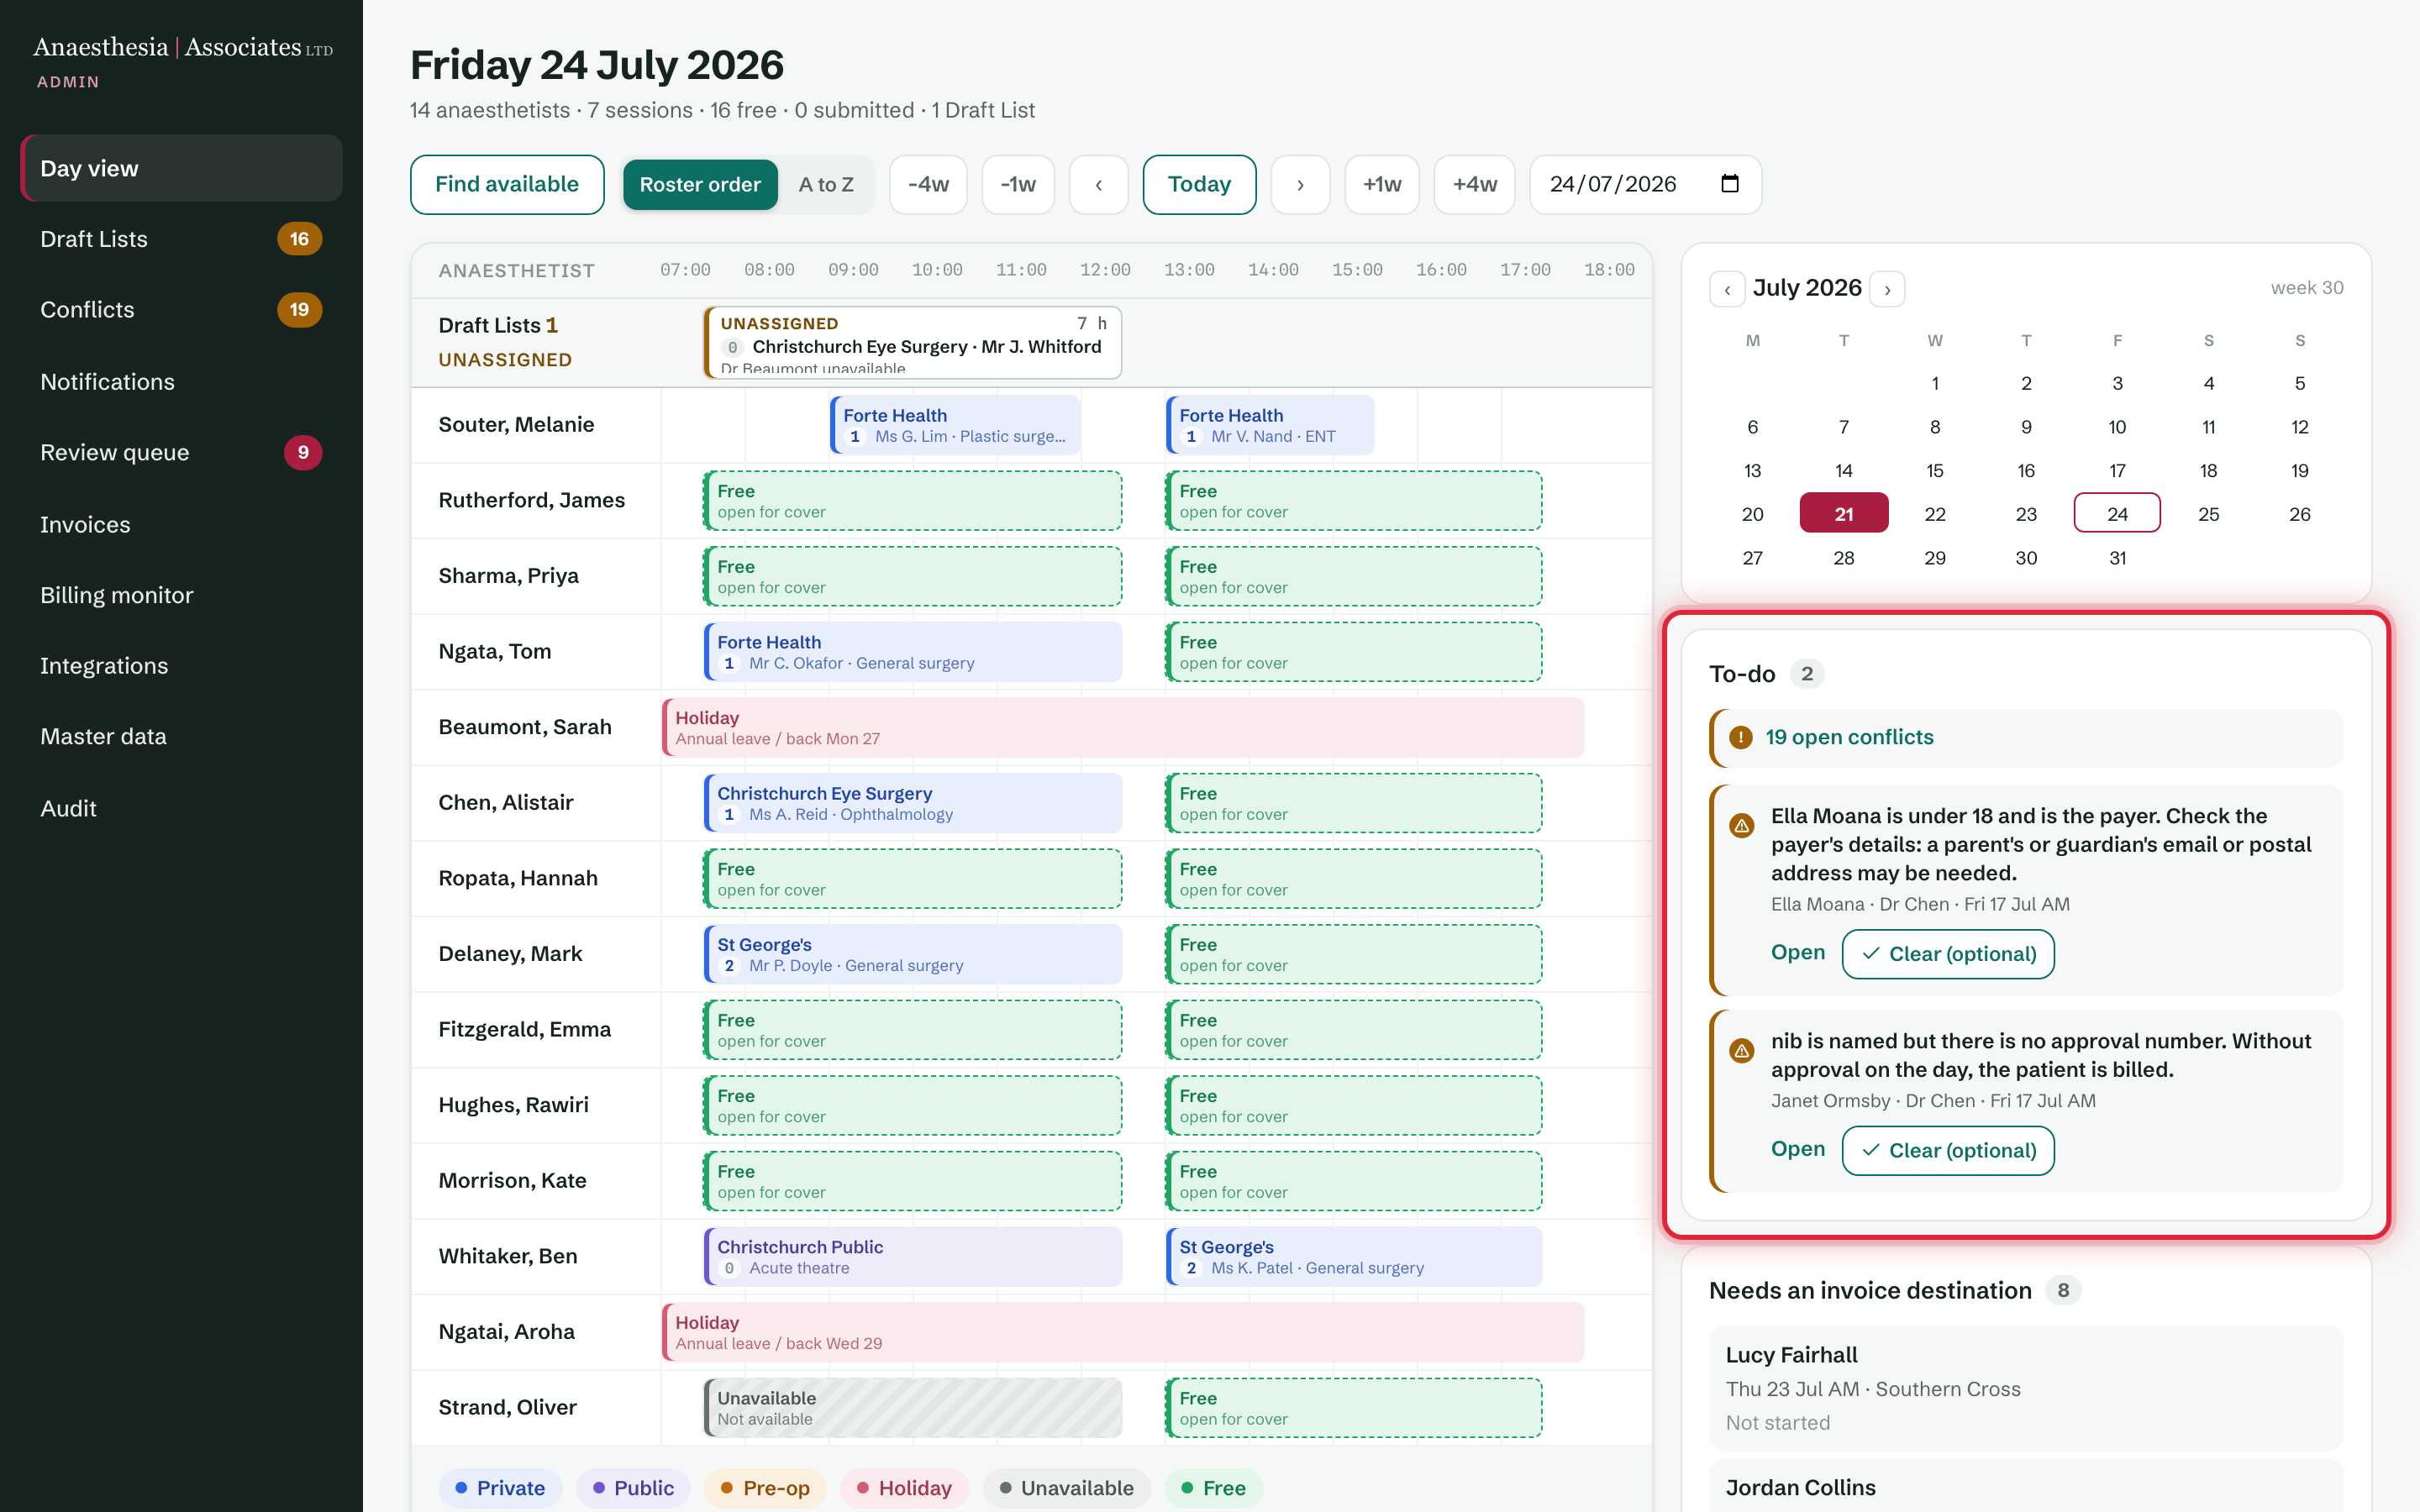 Anaesthesia | Associates LTD
ADMIN
Day view
Draft Lists 16
Conflicts 19
Notifications
Review queue 9
Invoices
Billing monitor
Integrations
Master data
Audit
Friday 24 July 2026
14 anaesthetists · 7 sessions · 16 free · 0 submitted · 1 Draft List
Find available Roster order A to Z -4w -1w ‹ Today › +1w +4w 24/07/2026
ANAESTHETIST 07:00 08:00 09:00 10:00 11:00 12:00 13:00 14:00 15:00 16:00 17:00 18:00
Draft Lists 1
UNASSIGNED
UNASSIGNED 7 h
0 Christchurch Eye Surgery · Mr J. Whitford
Dr Beaumont unavailable
Souter, Melanie
Forte Health
1 Ms G. Lim · Plastic surge...
Forte Health
1 Mr V. Nand · ENT
Rutherford, James
Free
open for cover
Free
open for cover
Sharma, Priya
Free
open for cover
Free
open for cover
Ngata, Tom
Forte Health
1 Mr C. Okafor · General surgery
Free
open for cover
Beaumont, Sarah
Holiday
Annual leave / back Mon 27
Chen, Alistair
Christchurch Eye Surgery
1 Ms A. Reid · Ophthalmology
Free
open for cover
Ropata, Hannah
Free
open for cover
Free
open for cover
Delaney, Mark
St George's
2 Mr P. Doyle · General surgery
Free
open for cover
Fitzgerald, Emma
Free
open for cover
Free
open for cover
Hughes, Rawiri
Free
open for cover
Free
open for cover
Morrison, Kate
Free
open for cover
Free
open for cover
Whitaker, Ben
Christchurch Public
0 Acute theatre
St George's
2 Ms K. Patel · General surgery
Ngatai, Aroha
Holiday
Annual leave / back Wed 29
Strand, Oliver
Unavailable
Not available
Free
open for cover
Private Public Pre-op Holiday Unavailable Free
‹ July 2026 › week 30
M T W T F S S
1 2 3 4 5
6 7 8 9 10 11 12
13 14 15 16 17 18 19
20 21 22 23 24 25 26
27 28 29 30 31
To-do 2
19 open conflicts
Ella Moana is under 18 and is the payer. Check the
payer's details: a parent's or guardian's email or postal
address may be needed.
Ella Moana · Dr Chen · Fri 17 Jul AM
Open ✓ Clear (optional)
nib is named but there is no approval number. Without
approval on the day, the patient is billed.
Janet Ormsby · Dr Chen · Fri 17 Jul AM
Open ✓ Clear (optional)
Needs an invoice destination 8
Lucy Fairhall
Thu 23 Jul AM · Southern Cross
Not started
Jordan Collins